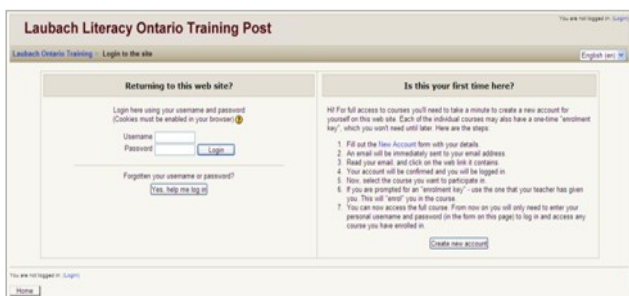 You are not logged in. (Login)
Laubach Literacy Ontario Training Post
Laubach Ontario Training Login to the site
English (en)
Returning to this web site?
Login here using your username and password
(Cookies must be enabled in your browser)
Username
Password
Login
Forgotten your username or password?
Yes, help me log in
Is this your first time here?
Hi! For full access to courses you'll need to take a minute to create a new account for
yourself on this web site. Each of the individual courses may also have a one-time "enrolment
key", which you won't need until later. Here are the steps:
1. Fill out the New Account form with your details.
2. An email will be immediately sent to your email address.
3. Read your email, and click on the web link it contains.
4. Your account will be confirmed and you will be logged in.
5. Now, select the course you want to participate in.
6. If you are prompted for an "enrolment key" - use the one that your teacher has given
you. This will "enrol" you in the course.
7. You can now access the full course. From now on you will only need to enter your
personal username and password (in the form on this page) to log in and access any
course you have enrolled in.
Create new account
You are not logged in. (Login)
Home